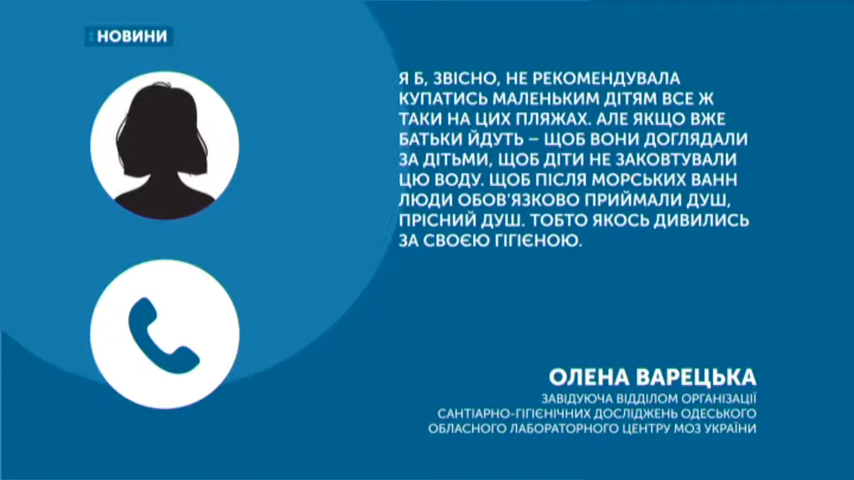 НОВИНИ
Я Б, ЗВІСНО, НЕ РЕКОМЕНДУВАЛА
КУПАТИСЬ МАЛЕНЬКИМ ДІТЯМ ВСЕ Ж
ТАКИ НА ЦИХ ПЛЯЖАХ. АЛЕ ЯКЩО ВЖЕ
БАТЬКИ ЙДУТЬ – ЩОБ ВОНИ ДОГЛЯДАЛИ
ЗА ДІТЬМИ, ЩОБ ДІТИ НЕ ЗАКОВТУВАЛИ
ЦЮ ВОДУ. ЩОБ ПІСЛЯ МОРСЬКИХ ВАНН
ЛЮДИ ОБОВ'ЯЗКОВО ПРИЙМАЛИ ДУШ,
ПРІСНИЙ ДУШ. ТОБТО ЯКОСЬ ДИВИЛИСЬ
ЗА СВОЄЮ ГІГІЄНОЮ.
ОЛЕНА ВАРЕЦЬКА
ЗАВІДУЮЧА ВІДДІЛОМ ОРГАНІЗАЦІЇ
САНТІАРНО-ГІГІЄНІЧНИХ ДОСЛІДЖЕНЬ ОДЕСЬКОГО
ОБЛАСНОГО ЛАБОРАТОРНОГО ЦЕНТРУ МОЗ УКРАЇНИ